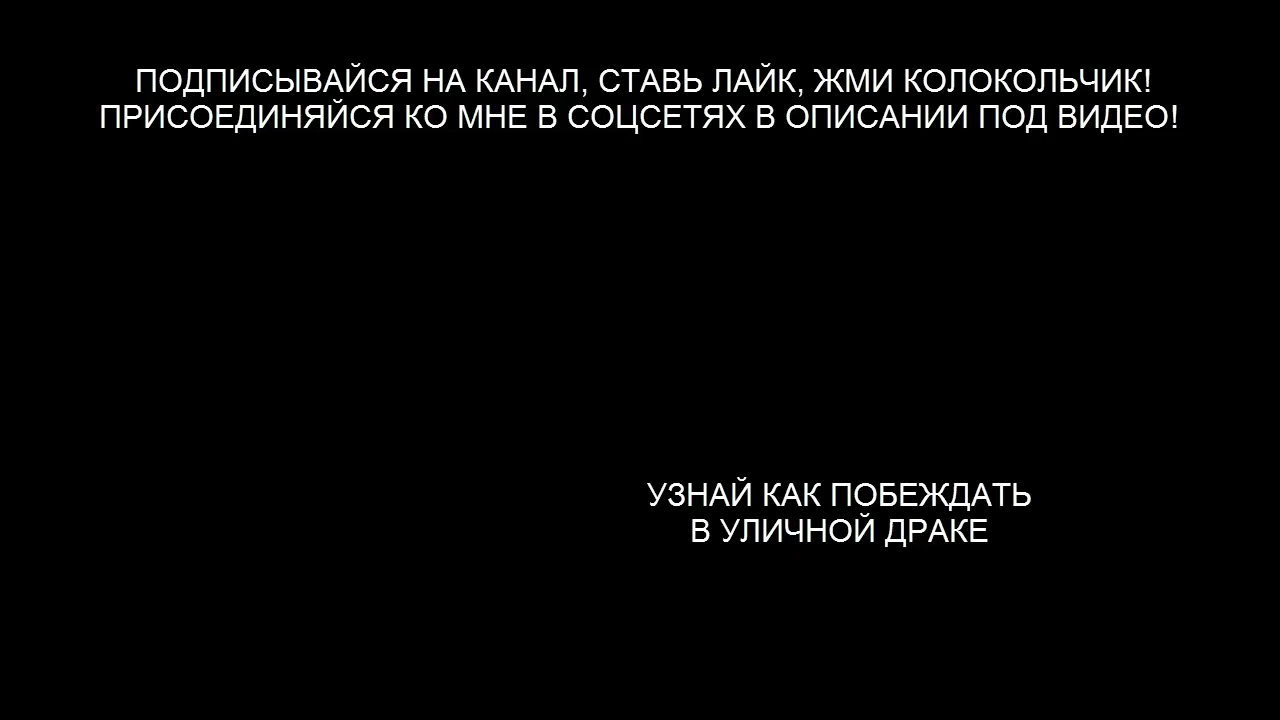 ПОДПИСЫВАЙСЯ НА КАНАЛ, СТАВЬ ЛАЙК, ЖМИ КОЛОКОЛЬЧИК!
ПРИСОЕДИНЯЙСЯ КО МНЕ В СОЦСЕТЯХ В ОПИСАНИИ ПОД ВИДЕО!
УЗНАЙ КАК ПОБЕЖДАТЬ
В УЛИЧНОЙ ДРАКЕ